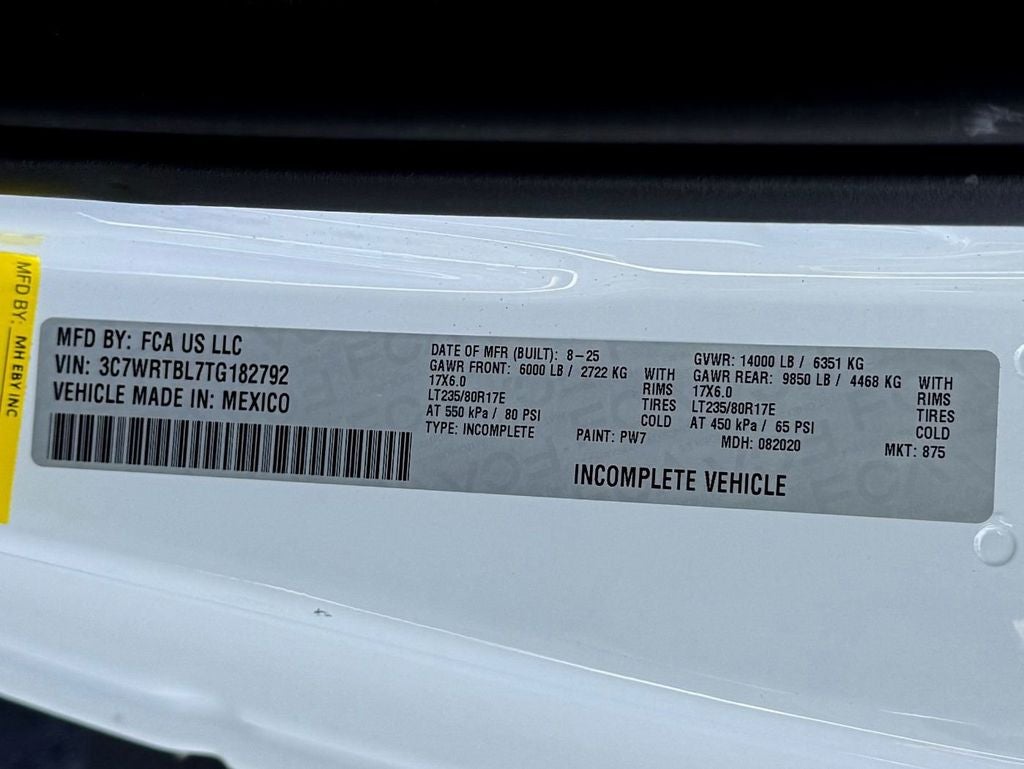 MFD BY: MH EBY INC
MFD BY: FCA US LLC
VIN: 3C7WRTBL7TG182792
VEHICLE MADE IN: MEXICO
DATE OF MFR (BUILT): 8-25
GAWR FRONT: 6000 LB / 2722 KG WITH
17X6.0 RIMS
LT235/80R17E TIRES
AT 550 kPa / 80 PSI COLD
TYPE: INCOMPLETE PAINT: PW7
GVWR: 14000 LB / 6351 KG
GAWR REAR: 9850 LB / 4468 KG WITH
17X6.0 RIMS
LT235/80R17E TIRES
AT 450 kPa / 65 PSI COLD
MDH: 082020 MKT: 875
INCOMPLETE VEHICLE